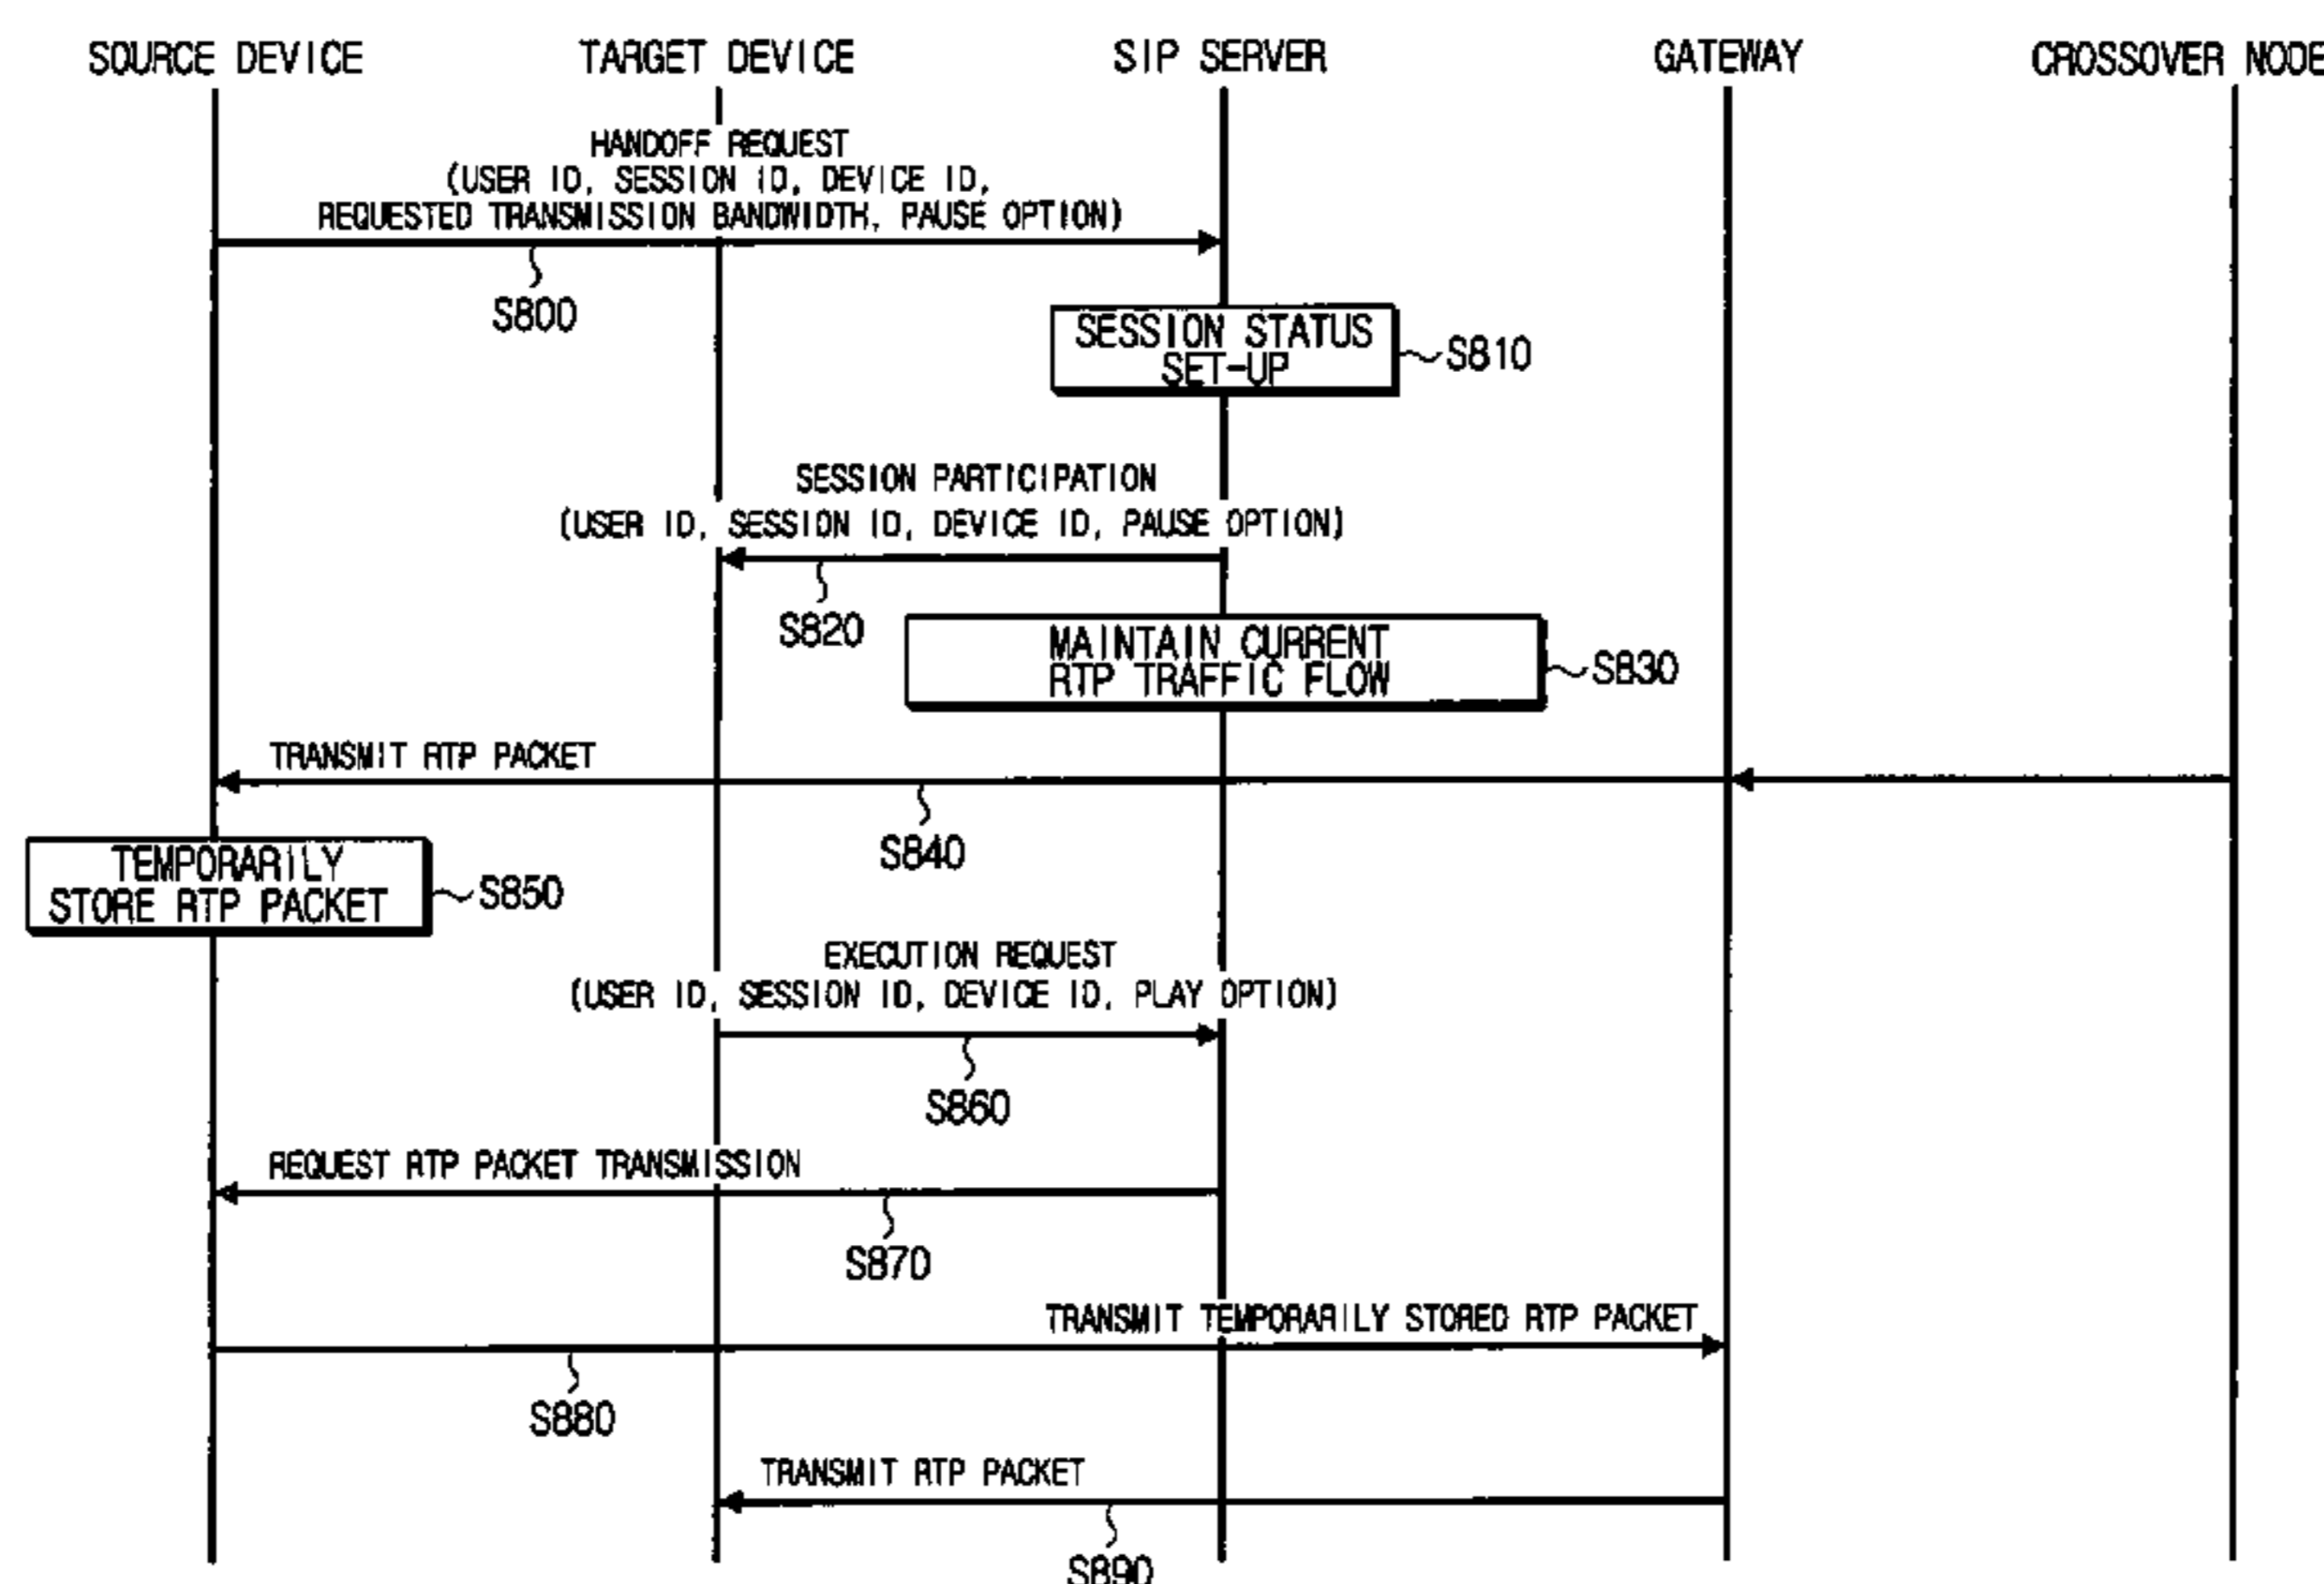 SOURCE DEVICE
TARGET DEVICE
SIP SERVER
GATEWAY
CROSSOVER NODE
HANDOFF REQUEST
(USER ID, SESSION ID, DEVICE ID,
REQUESTED TRANSMISSION BANDWIDTH, PAUSE OPTION)
S800
SESSION STATUS
SET-UP
S810
SESSION PARTICIPATION
(USER ID, SESSION ID, DEVICE ID, PAUSE OPTION)
S820
MAINTAIN CURRENT
RTP TRAFFIC FLOW
S830
TRANSMIT RTP PACKET
S840
TEMPORARILY
STORE RTP PACKET
S850
EXECUTION REQUEST
(USER ID, SESSION ID, DEVICE ID, PLAY OPTION)
S860
REQUEST RTP PACKET TRANSMISSION
S870
TRANSMIT TEMPORARILY STORED RTP PACKET
S880
TRANSMIT RTP PACKET
S890